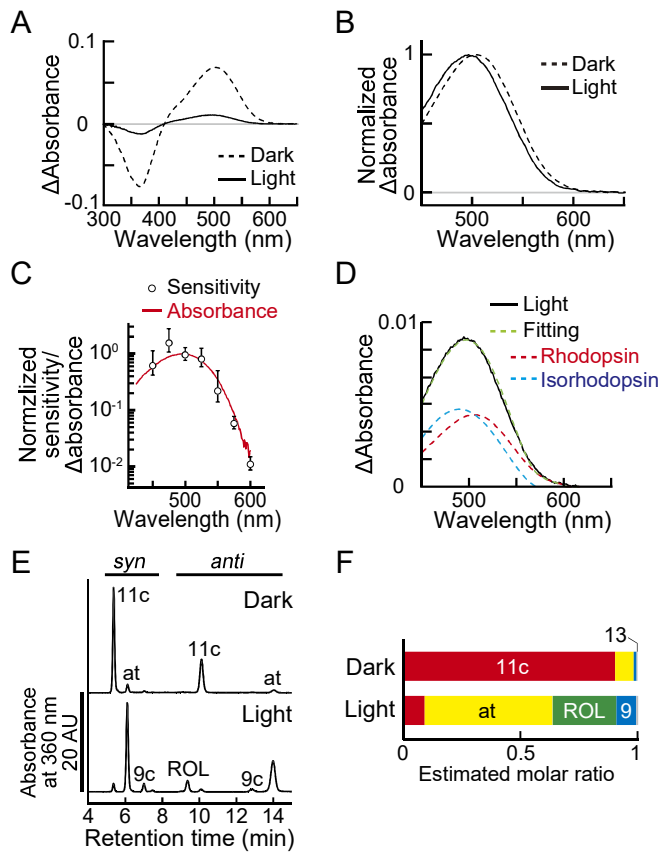 A
0.1
0
-0.1
ΔAbsorbance
Dark
Light
300
400
500
600
Wavelength (nm)
B
1
0
Normalized
Δabsorbance
Dark
Light
500
600
Wavelength (nm)
C
Sensitivity
Absorbance
10⁰
10⁻¹
10⁻²
Normzlized
sensitivity/
Δabsorbance
500
600
Wavelength (nm)
D
Light
Fitting
Rhodopsin
Isorhodopsin
0.01
0
ΔAbsorbance
500
600
Wavelength (nm)
E
syn
anti
11c
Dark
11c
at
at
Light
9c
ROL
9c
Absorbance
at 360 nm
20 AU
4
6
8
10
12
14
Retention time (min)
F
13
Dark
11c
Light
at
ROL
9
0
0.5
1
Estimated molar ratio